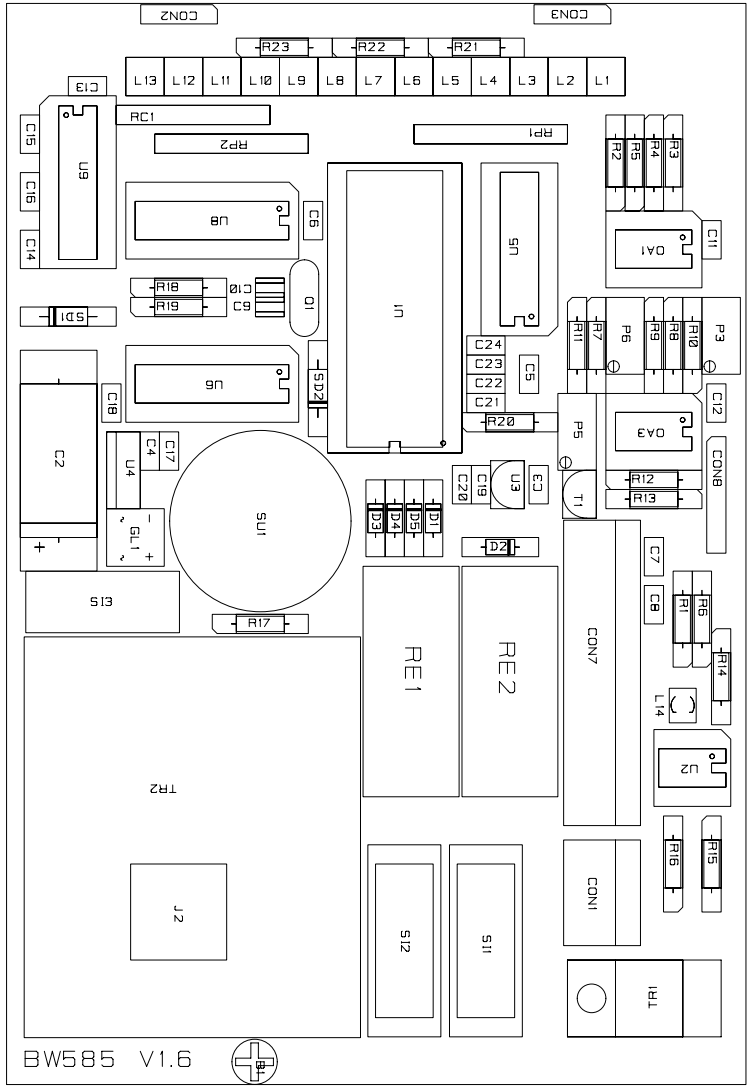 CON2
CON3
R23
R22
R21
L13
L12
L11
L10
L9
L8
L7
L6
L5
L4
L3
L2
L1
C13
RC1
RP2
RP1
C15
U9
C16
C14
U8
C6
U5
R2
R5
R4
R3
OA1
C11
R18
R19
C10
C9
Q1
U1
SD1
SD2
U6
C18
C24
C23
C22
C21
C5
R20
R11
R7
P6
R9
R8
R10
P3
P5
OA3
C12
C2
U4
C4
C17
GL1
~
-
~
+
+
SU1
C20
C19
U3
C3
T1
R12
R13
CON8
D3
D4
D5
D1
D2
C7
C8
SI3
R17
RE1
RE2
CON7
R1
R6
R14
L14
U2
TR2
J2
SI2
SI1
CON1
R16
R15
TR1
BW585 V1.6
B1